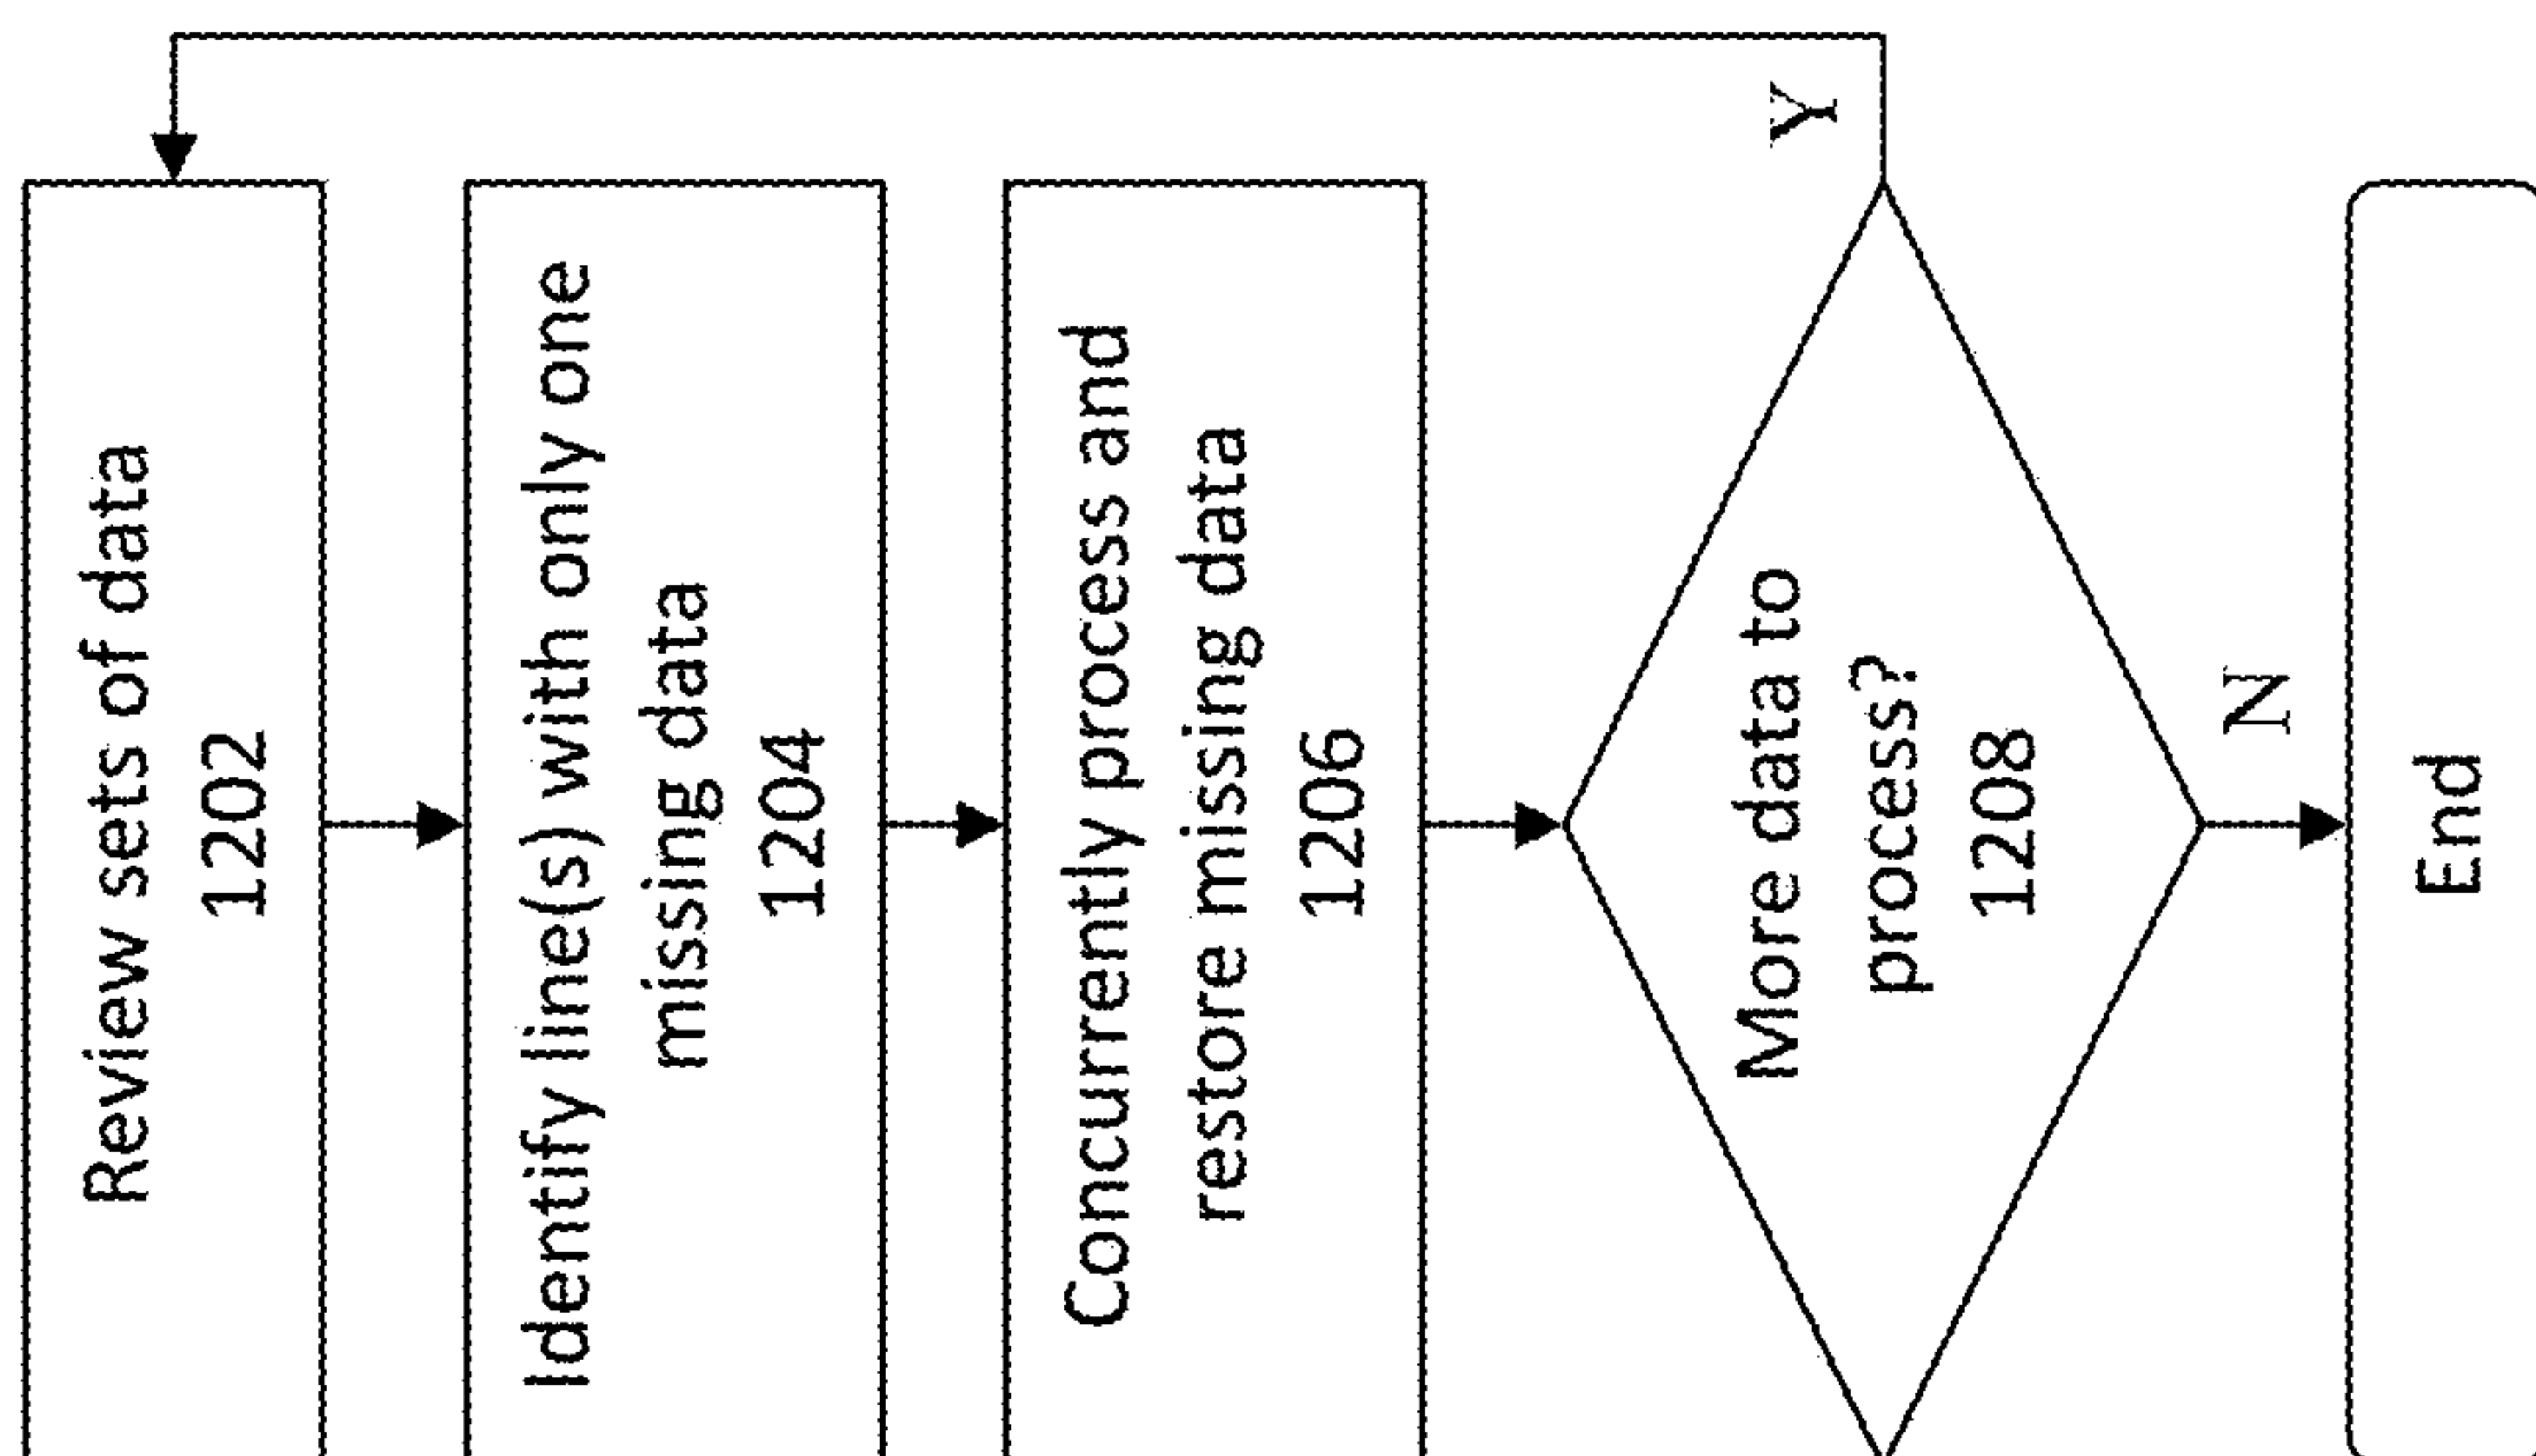 Review sets of data
1202
Identify line(s) with only one
missing data
1204
Concurrently process and
restore missing data
1206
More data to
process?
1208
Y
N
End